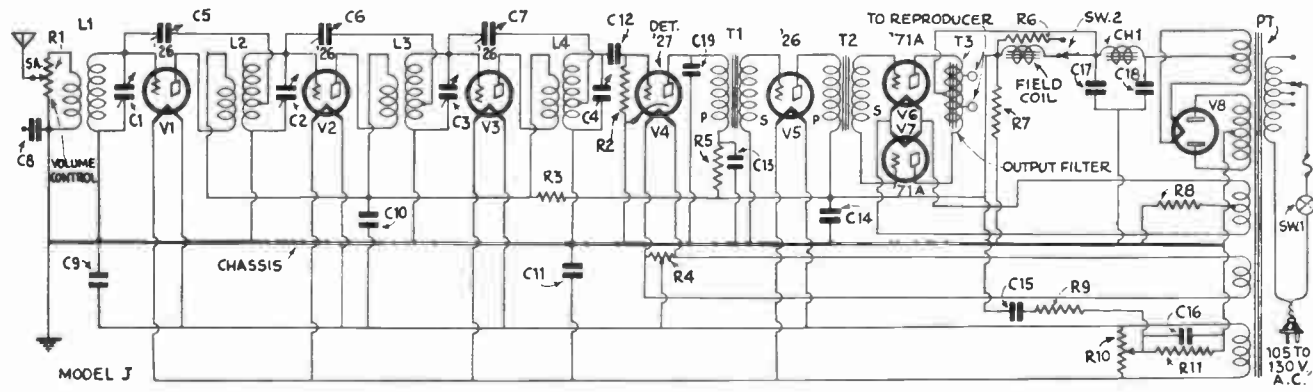 L1
R1
5A
C8
VOLUME
CONTROL
C1
C5
'26
V1
L2
C2
C6
'26
V2
L3
C3
C7
'26
V3
L4
C4
C12
R2
DET.
'27
V4
C19
T1
P
S
R5
C13
'26
V5
T2
P
S
'71A
V6
V7
'71A
TO REPRODUCER
T3
OUTPUT FILTER
R6
SW.2
FIELD
COIL
R7
CH1
C17
C18
V8
PT
R8
SW.1
R3
C10
C14
C9
CHASSIS
C11
R4
C15
R9
C16
R10
R11
105 TO
130 V.
A.C.
MODEL J